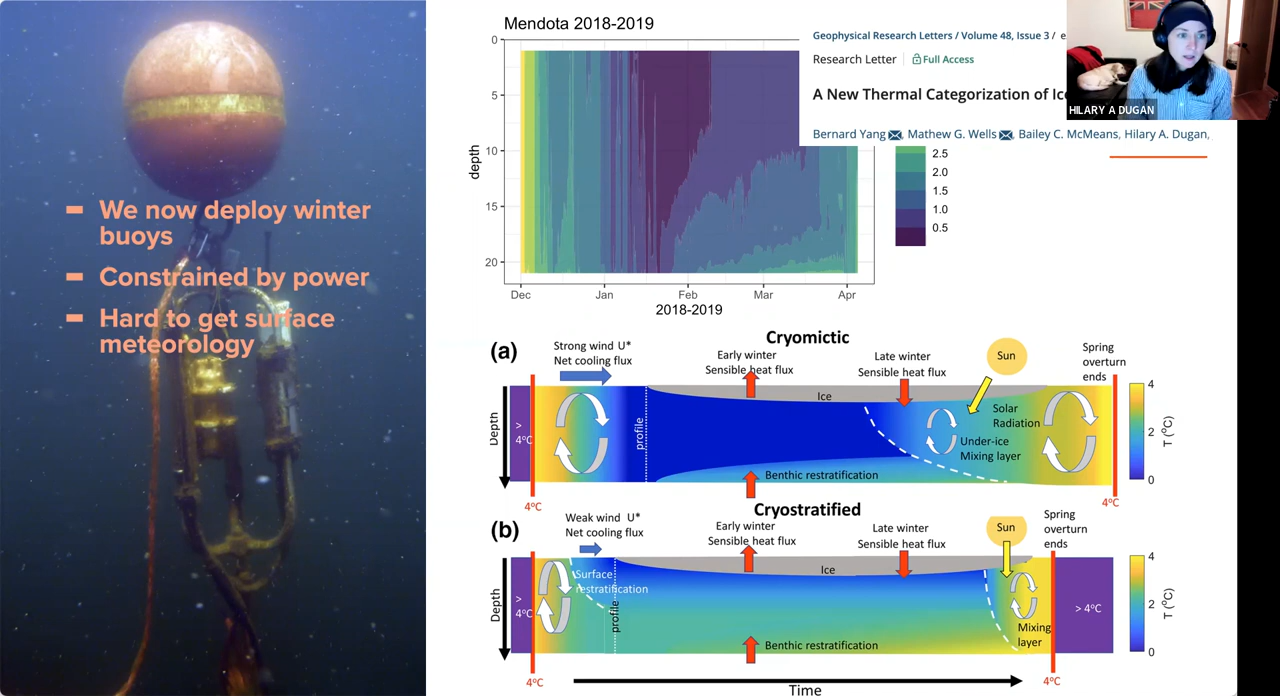 We now deploy winter
buoys
Constrained by power
Hard to get surface
meteorology
Mendota 2018-2019
0
5
10
15
20
depth
Dec
Jan
Feb
Mar
Apr
2018-2019
2.5
2.0
1.5
1.0
0.5
Geophysical Research Letters / Volume 48, Issue 3 /
Research Letter
Full Access
A New Thermal Categorization of
Bernard Yang, Mathew G. Wells, Bailey C. McMeans, Hilary A. Dugan,
HILARY A DUGAN
(a)
Cryomictic
Strong wind U*
Net cooling flux
Early winter
Sensible heat flux
Late winter
Sensible heat flux
Sun
Spring
overturn
ends
Ice
Depth
>
4°C
profile
Solar
Radiation
Under-ice
Mixing layer
Benthic restratification
4°C
4°C
4
2
0
T (°C)
(b)
Cryostratified
Weak wind U*
Net cooling flux
Early winter
Sensible heat flux
Late winter
Sensible heat flux
Sun
Spring
overturn
ends
Ice
Depth
>
4°C
Surface
restratification
profile
Mixing
layer
> 4°C
Benthic restratification
4°C
4°C
4
2
0
T (°C)
Time